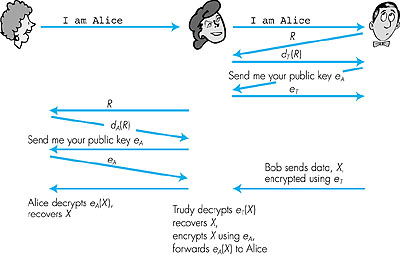 I am Alice
I am Alice
R
dT(R)
Send me your public key eA
eT
R
dA(R)
Send me your public key eA
eA
Bob sends data, X,
encrypted using eT
Alice decrypts eA(X),
recovers X
Trudy decrypts eT(X)
recovers X,
encrypts X using eA,
forwards eA(X) to Alice